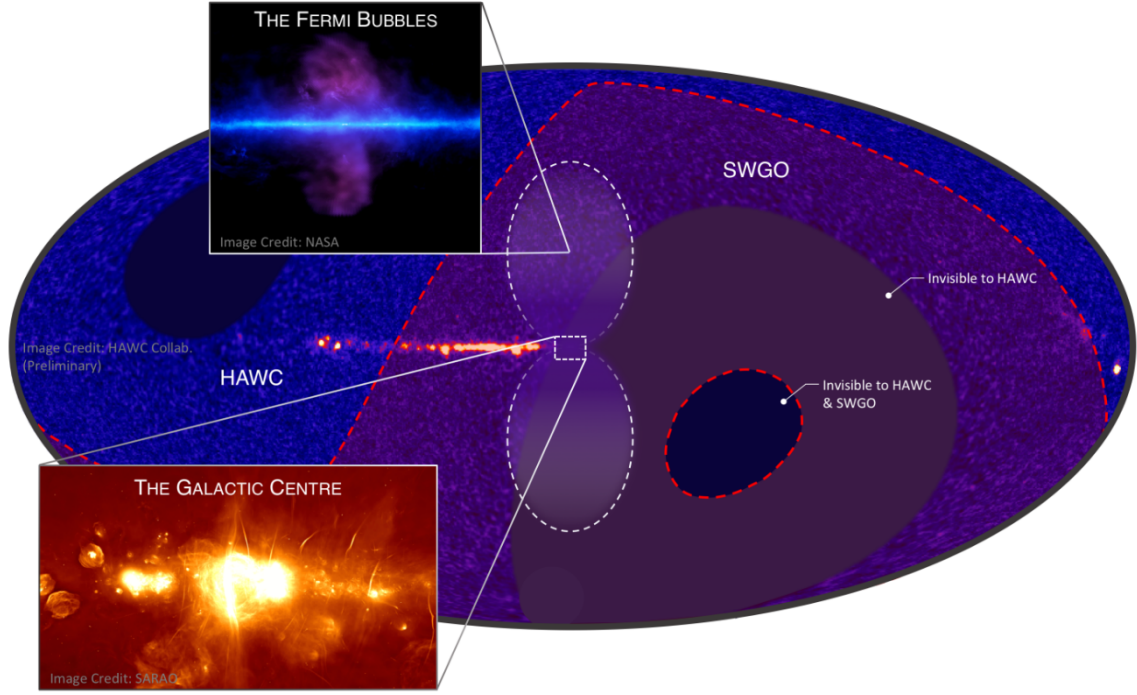 THE FERMI BUBBLES
Image Credit: NASA
SWGO
Invisible to HAWC
Image Credit: HAWC Collab.
(Preliminary)
HAWC
Invisible to HAWC
& SWGO
THE GALACTIC CENTRE
Image Credit: SARAO